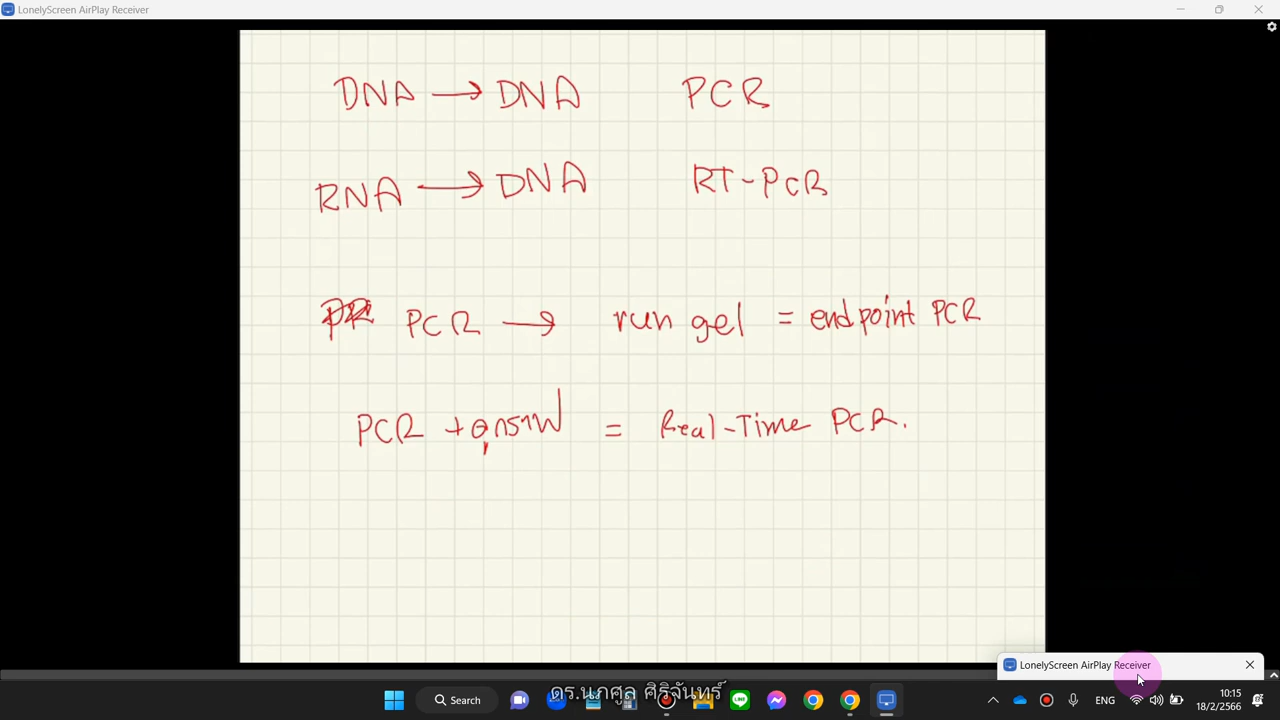 LonelyScreen AirPlay Receiver
DNA → DNA PCR
RNA → DNA RT-PCR
PCR → run gel = endpoint PCR
PCR + ดูกราฟ = Real-Time PCR.
LonelyScreen AirPlay Receiver
Search
ดร.นภศล ศิริจันทร์
ENG
10:15
18/2/2566